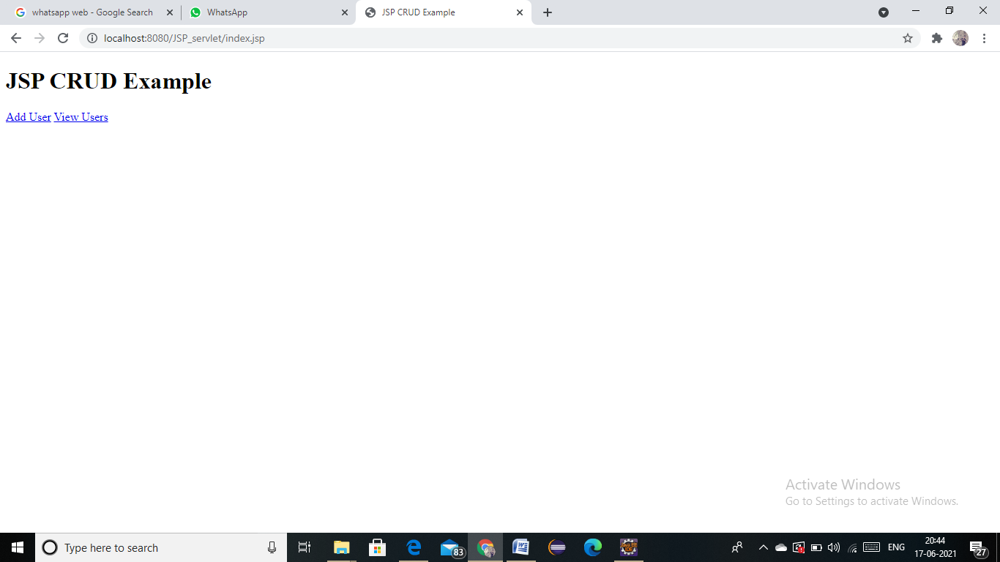 whatsapp web - Google Search
WhatsApp
JSP CRUD Example
localhost:8080/JSP_servlet/index.jsp
JSP CRUD Example
Add User View Users
Activate Windows
Go to Settings to activate Windows.
Type here to search
83
ENG
20:44
17-06-2021
27